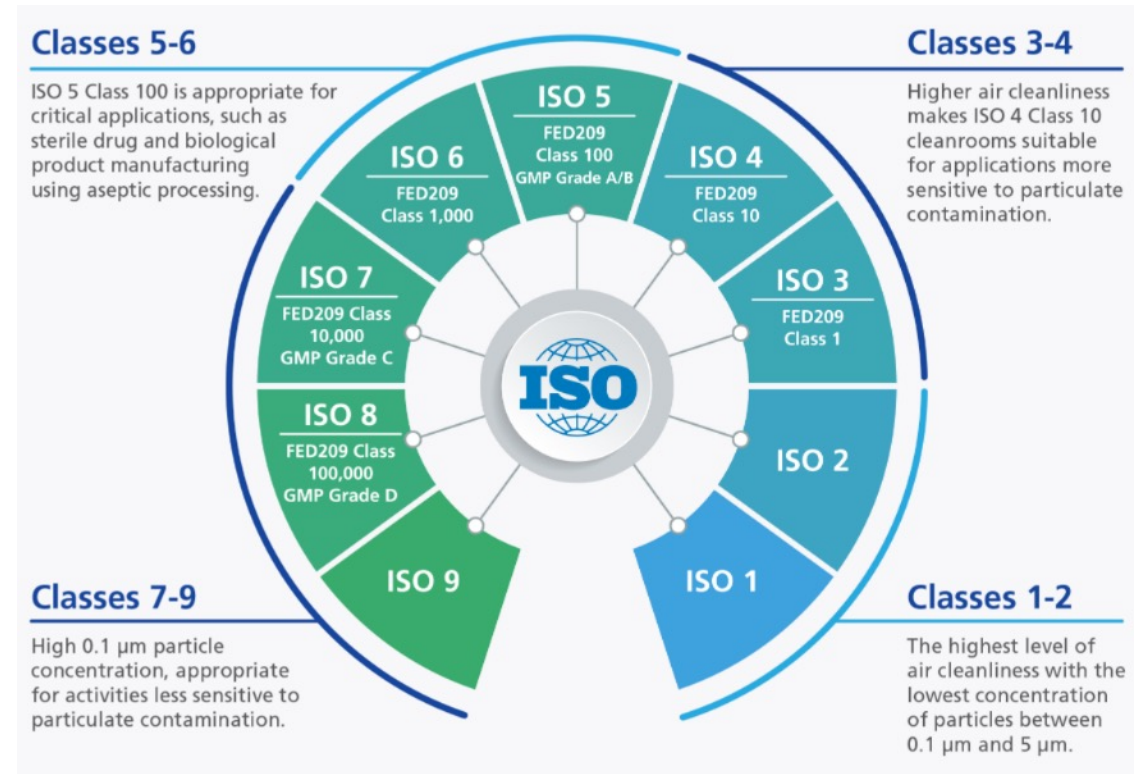 Classes 5-6
ISO 5 Class 100 is appropriate for
critical applications, such as
sterile drug and biological
product manufacturing
using aseptic processing.
Classes 3-4
Higher air cleanliness
makes ISO 4 Class 10
cleanrooms suitable
for applications more
sensitive to particulate
contamination.
ISO 5
FED209
Class 100
GMP Grade A/B
ISO 6
FED209
Class 1,000
ISO 4
FED209
Class 10
ISO 7
FED209 Class
10,000
GMP Grade C
ISO 3
FED209
Class 1
ISO
ISO 8
FED209 Class
100,000
GMP Grade D
ISO 2
ISO 9
ISO 1
Classes 7-9
High 0.1 µm particle
concentration, appropriate
for activities less sensitive to
particulate contamination.
Classes 1-2
The highest level of
air cleanliness with the
lowest concentration
of particles between
0.1 µm and 5 µm.